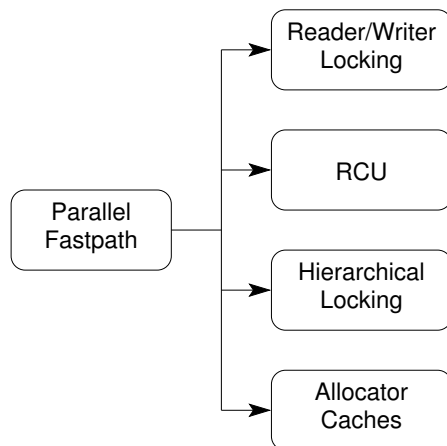 Reader/Writer
Locking
RCU
Parallel
Fastpath
Hierarchical
Locking
Allocator
Caches